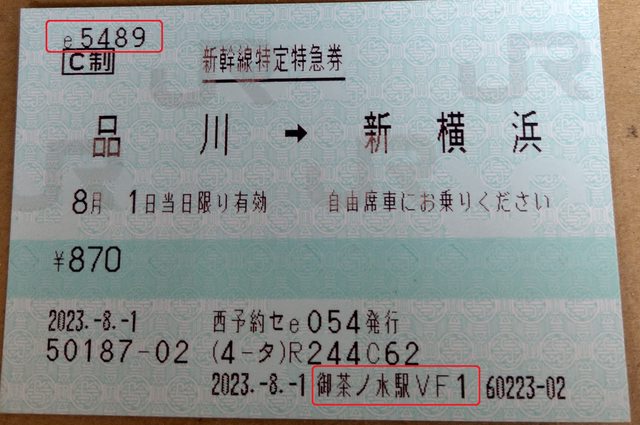 e5489
C制
新幹線特定特急券
品川→新横浜
8月 1日当日限り有効 自由席車にお乗りください
¥870
2023.-8.-1 西予約セe054発行
50187-02 (4-タ)R244C62
2023.-8.-1 御茶ノ水駅VF1 60223-02